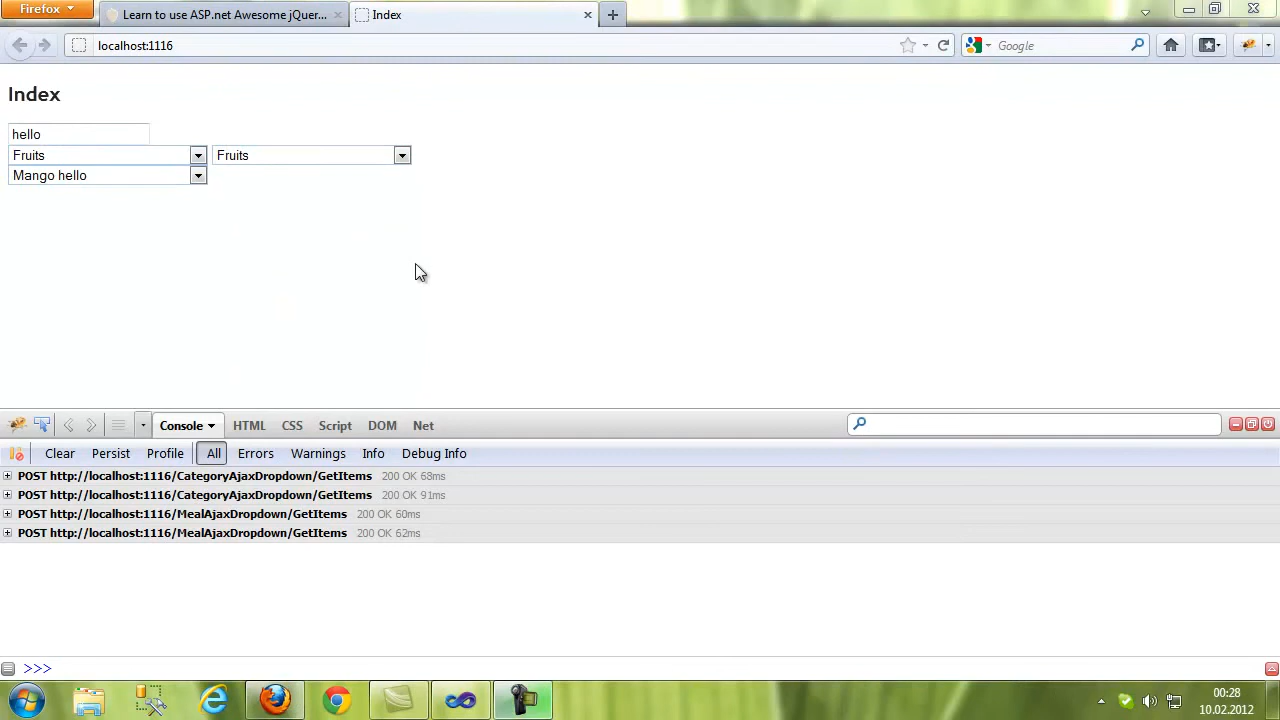 Firefox
Learn to use ASP.net Awesome jQuer...
Index
localhost:1116
Google
Index
hello
Fruits
Fruits
Mango hello
Console
HTML
CSS
Script
DOM
Net
Clear
Persist
Profile
All
Errors
Warnings
Info
Debug Info
POST http://localhost:1116/CategoryAjaxDropdown/GetItems 200 OK 68ms
POST http://localhost:1116/CategoryAjaxDropdown/GetItems 200 OK 91ms
POST http://localhost:1116/MealAjaxDropdown/GetItems 200 OK 60ms
POST http://localhost:1116/MealAjaxDropdown/GetItems 200 OK 62ms
>>>
00:28
10.02.2012